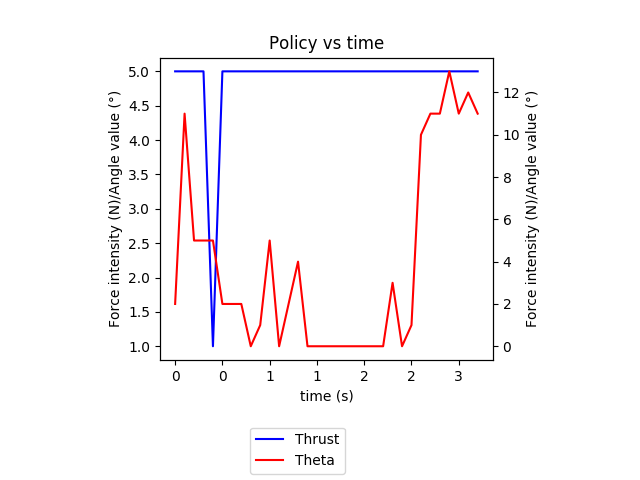 Policy vs time
5.0
4.5
4.0
3.5
3.0
2.5
2.0
1.5
1.0
Force intensity (N)/Angle value (°)
12
10
8
6
4
2
0
Force intensity (N)/Angle value (°)
0 0 1 1 2 2 3
time (s)
Thrust
Theta